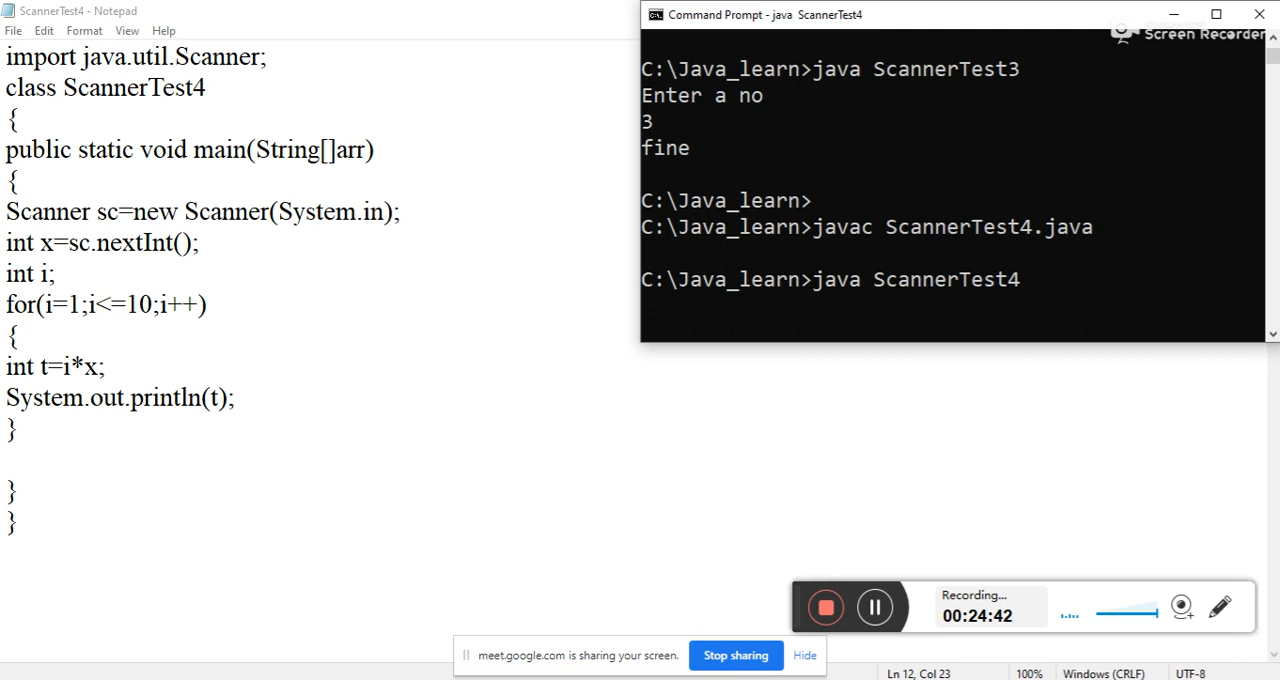 ScannerTest4 - Notepad
File Edit Format View Help
import java.util.Scanner;
class ScannerTest4
{
public static void main(String[]arr)
{
Scanner sc=new Scanner(System.in);
int x=sc.nextInt();
int i;
for(i=1;i<=10;i++)
{
int t=i*x;
System.out.println(t);
}
}
}
Command Prompt - java ScannerTest4
Screen Recorder
C:\Java_learn>java ScannerTest3
Enter a no
3
fine
C:\Java_learn>
C:\Java_learn>javac ScannerTest4.java
C:\Java_learn>java ScannerTest4
Recording...
00:24:42
meet.google.com is sharing your screen. Stop sharing Hide
Ln 12, Col 23 100% Windows (CRLF) UTF-8